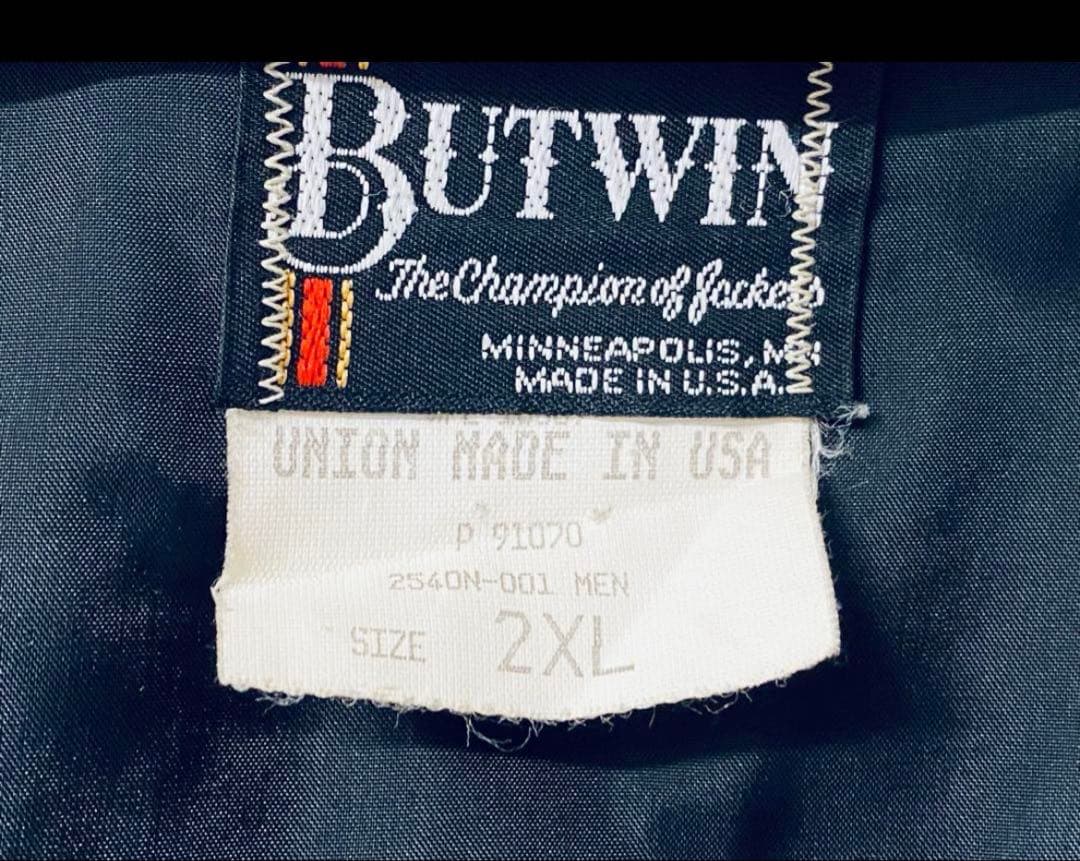 BUTWIN
The Champion of Jackets
MINNEAPOLIS, MN
MADE IN U.S.A.
UNION MADE IN USA
P 91070
2540N-001 MEN
SIZE 2XL